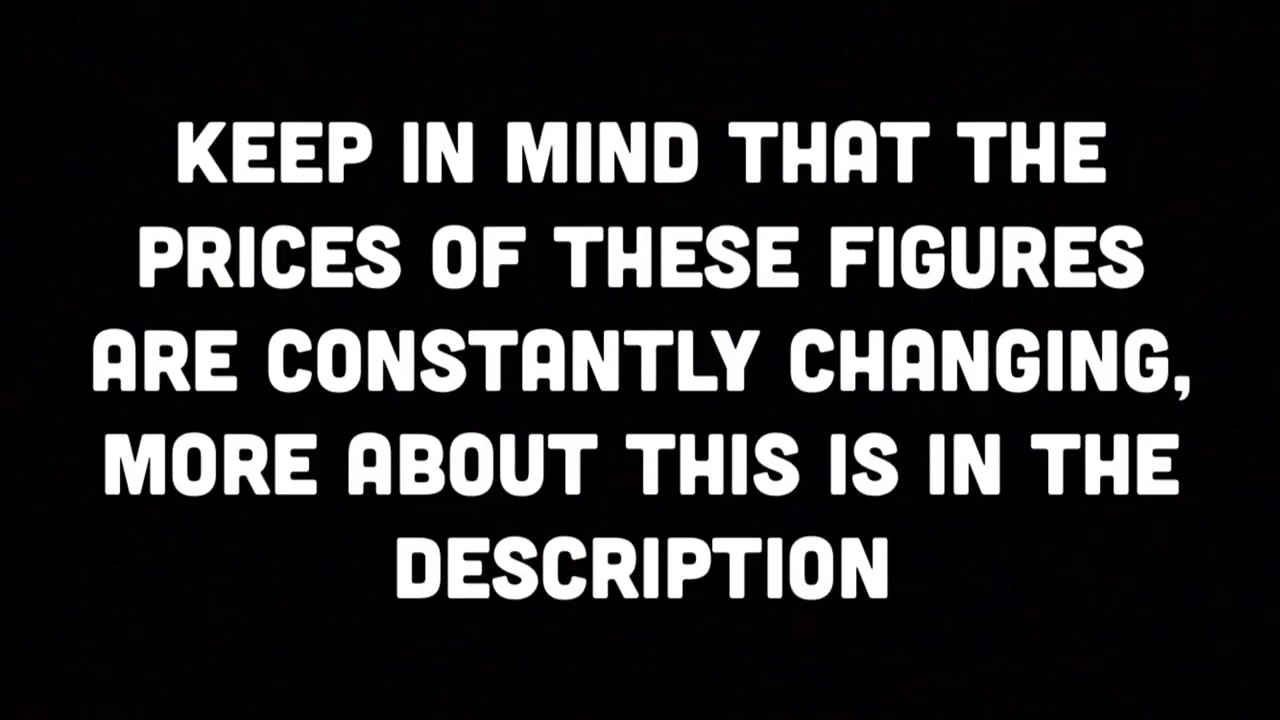 KEEP IN MIND THAT THE
PRICES OF THESE FIGURES
ARE CONSTANTLY CHANGING,
MORE ABOUT THIS IS IN THE
DESCRIPTION